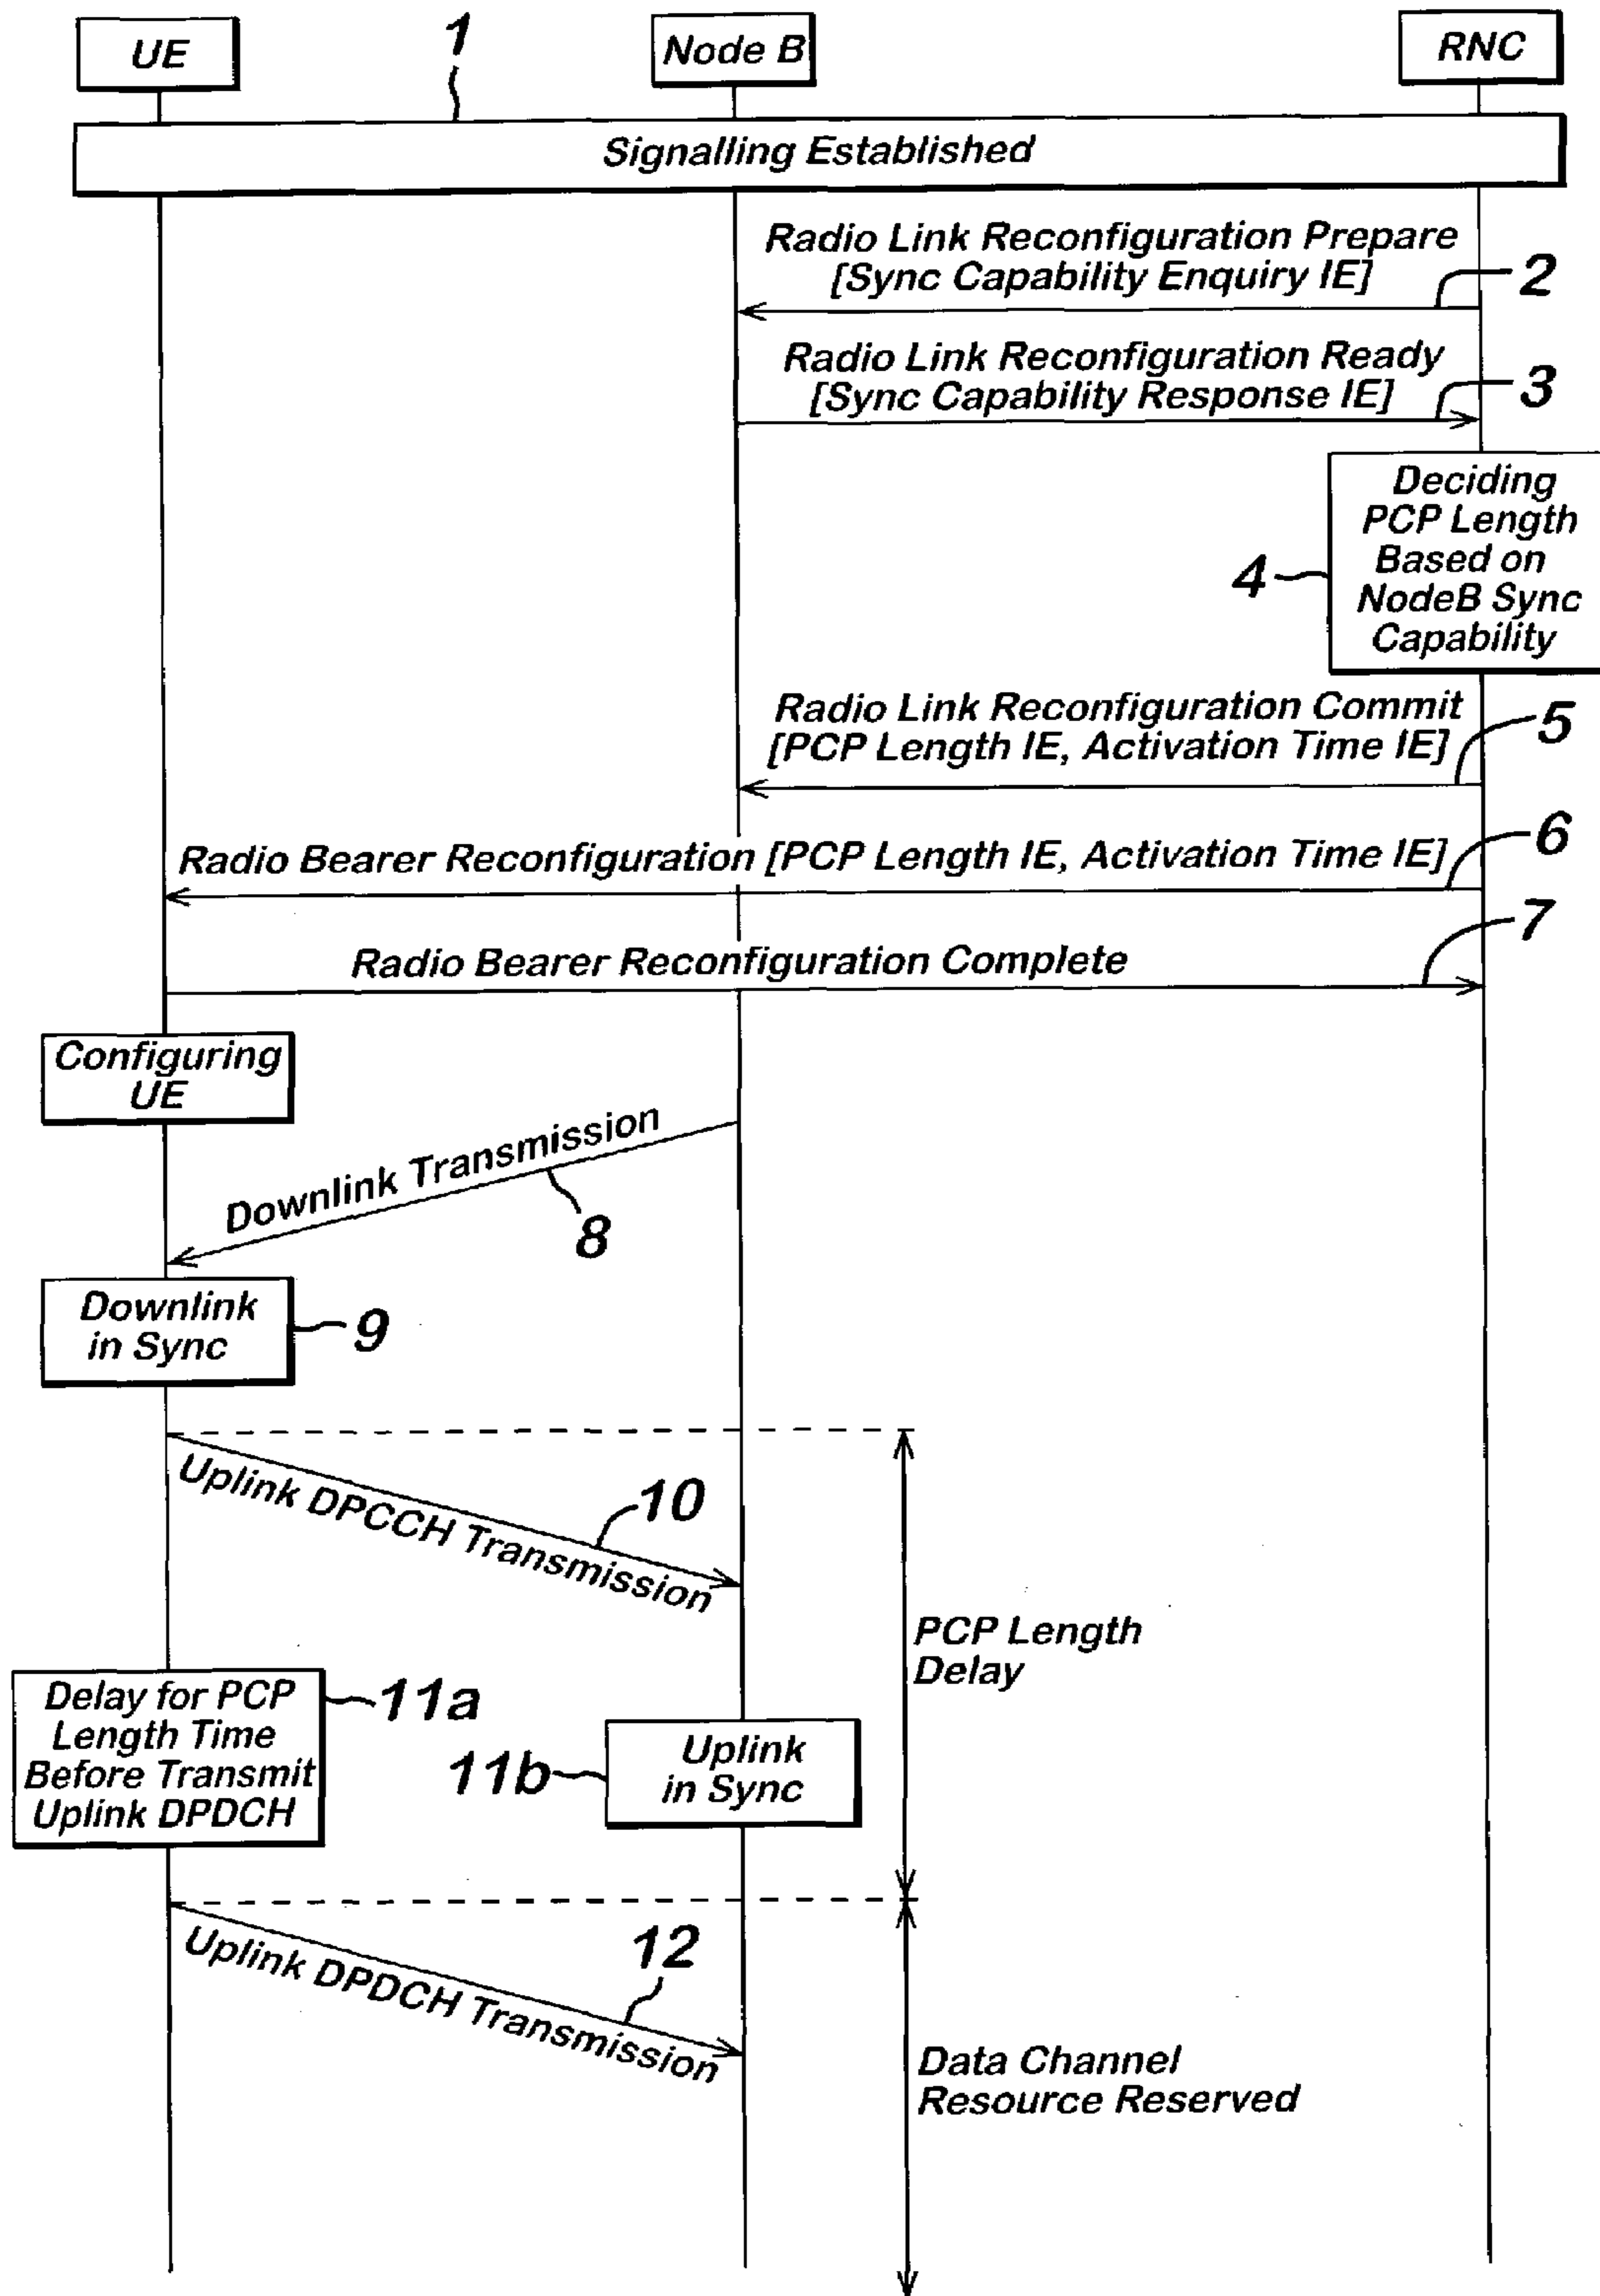 UE
1
Node B
RNC
Signalling Established
Radio Link Reconfiguration Prepare
[Sync Capability Enquiry IE]
2
Radio Link Reconfiguration Ready
[Sync Capability Response IE]
3
Deciding
PCP Length
Based on
NodeB Sync
Capability
4
Radio Link Reconfiguration Commit
[PCP Length IE, Activation Time IE]
5
Radio Bearer Reconfiguration [PCP Length IE, Activation Time IE]
6
Radio Bearer Reconfiguration Complete
7
Configuring
UE
Downlink Transmission
8
Downlink
in Sync
9
Uplink DPCCH Transmission
10
PCP Length
Delay
Delay for PCP
Length Time
Before Transmit
Uplink DPDCH
11a
11b
Uplink
in Sync
Uplink DPDCH Transmission
12
Data Channel
Resource Reserved